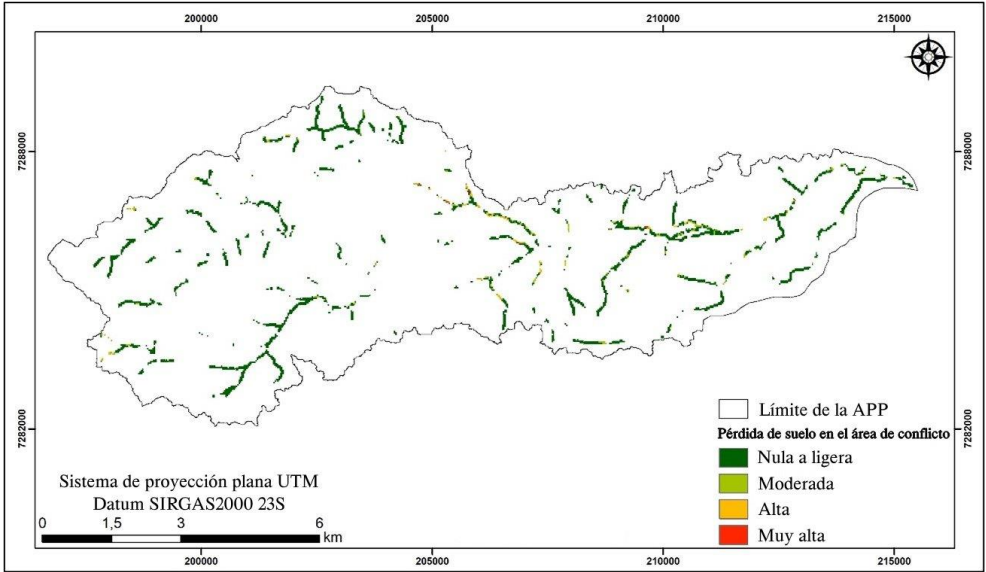 200000
205000
210000
215000
7288000
7288000
7282000
7282000
Límite de la APP
Pérdida de suelo en el área de conflicto
Nula a ligera
Moderada
Alta
Muy alta
Sistema de proyección plana UTM
Datum SIRGAS2000 23S
0 1,5 3 6
km
200000
205000
210000
215000